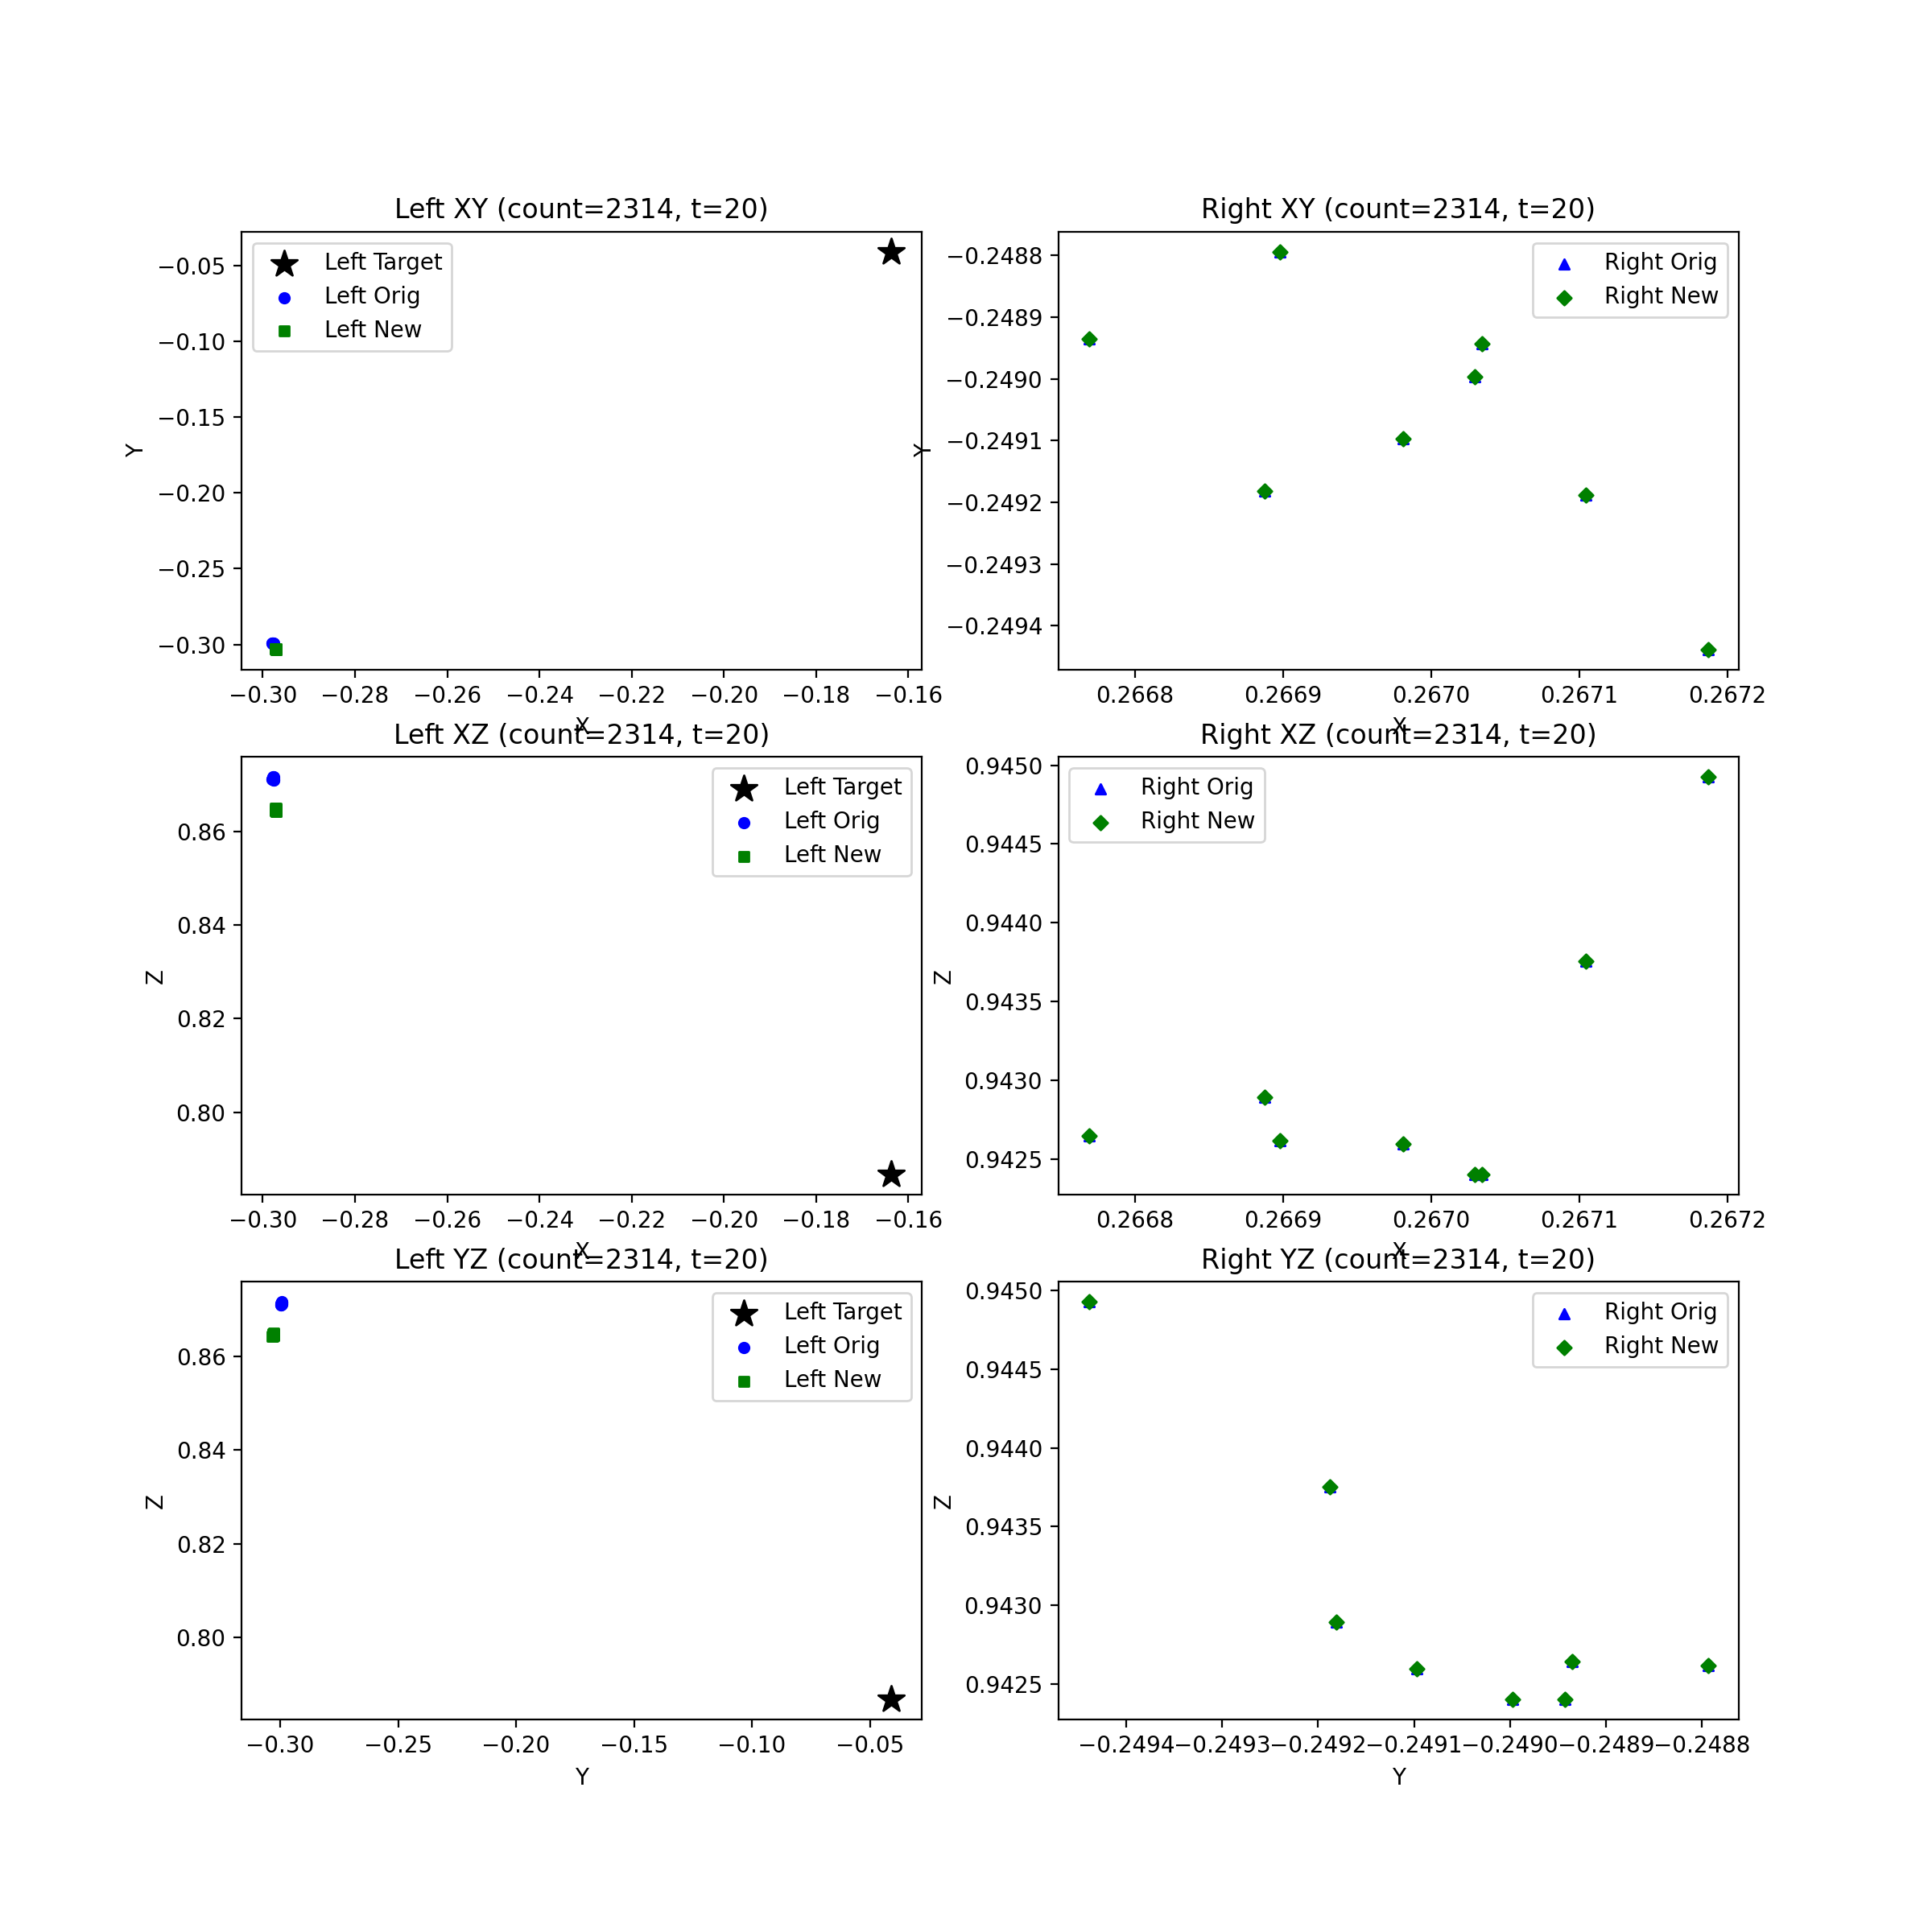 Left XY (count=2314, t=20)
Left Target
Left Orig
Left New
−0.05
−0.10
−0.15
−0.20
−0.25
−0.30
Y
−0.30 −0.28 −0.26 −0.24 −0.22 −0.20 −0.18 −0.16
X
Right XY (count=2314, t=20)
Right Orig
Right New
−0.2488
−0.2489
−0.2490
−0.2491
−0.2492
−0.2493
−0.2494
Y
0.2668 0.2669 0.2670 0.2671 0.2672
X
Left XZ (count=2314, t=20)
Left Target
Left Orig
Left New
0.86
0.84
0.82
0.80
Z
−0.30 −0.28 −0.26 −0.24 −0.22 −0.20 −0.18 −0.16
X
Right XZ (count=2314, t=20)
Right Orig
Right New
0.9450
0.9445
0.9440
0.9435
0.9430
0.9425
Z
0.2668 0.2669 0.2670 0.2671 0.2672
X
Left YZ (count=2314, t=20)
Left Target
Left Orig
Left New
0.86
0.84
0.82
0.80
Z
−0.30 −0.25 −0.20 −0.15 −0.10 −0.05
Y
Right YZ (count=2314, t=20)
Right Orig
Right New
0.9450
0.9445
0.9440
0.9435
0.9430
0.9425
Z
−0.2494 −0.2493 −0.2492 −0.2491 −0.2490 −0.2489 −0.2488
Y